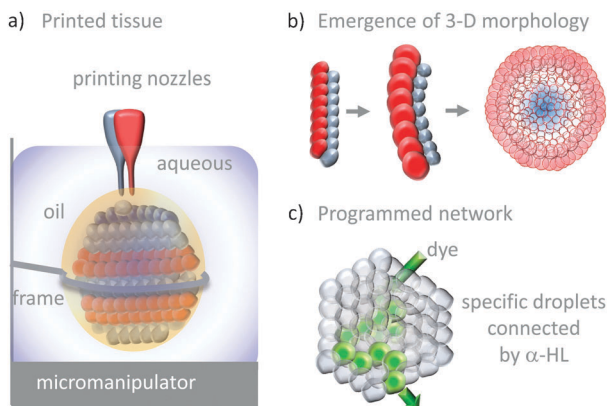 a) Printed tissue
printing nozzles
aqueous
oil
frame
micromanipulator
b) Emergence of 3-D morphology
c) Programmed network
dye
specific droplets
connected
by α-HL